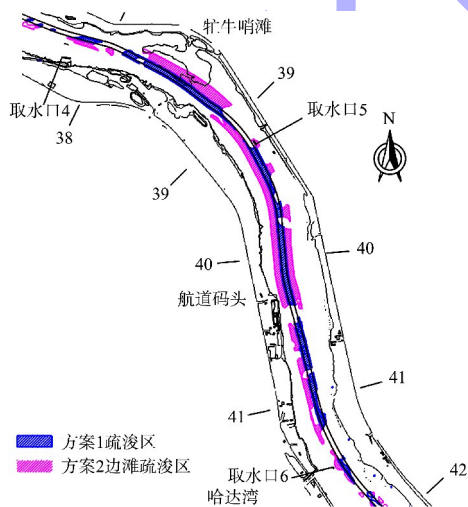 牤牛哨滩
39
取水口4
38
取水口5
N
39
40
40
航道码头
41
41
方案1疏浚区
方案2边滩疏浚区
取水口6
42
哈达湾